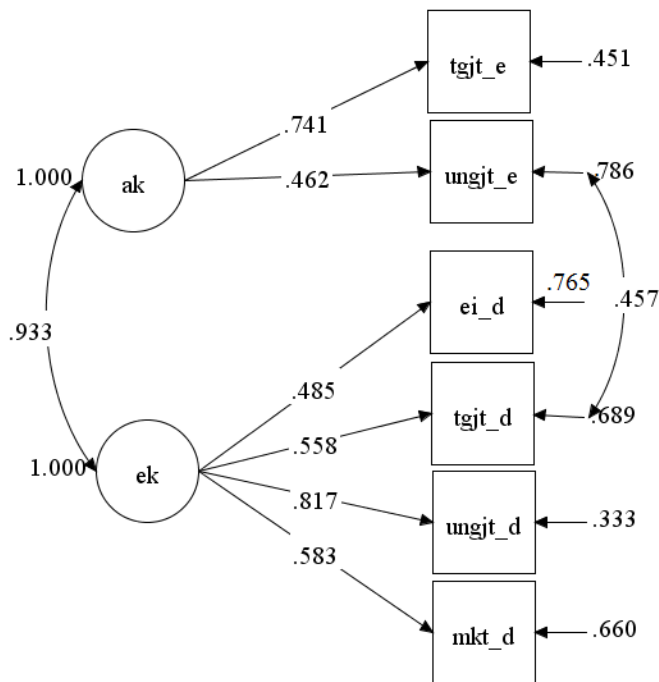 tgjt_e
.451
.741
1.000
ak
.462
ungjt_e
.786
ei_d
.765
.457
.933
.485
tgjt_d
.689
.558
1.000
ek
.817
ungjt_d
.333
.583
mkt_d
.660